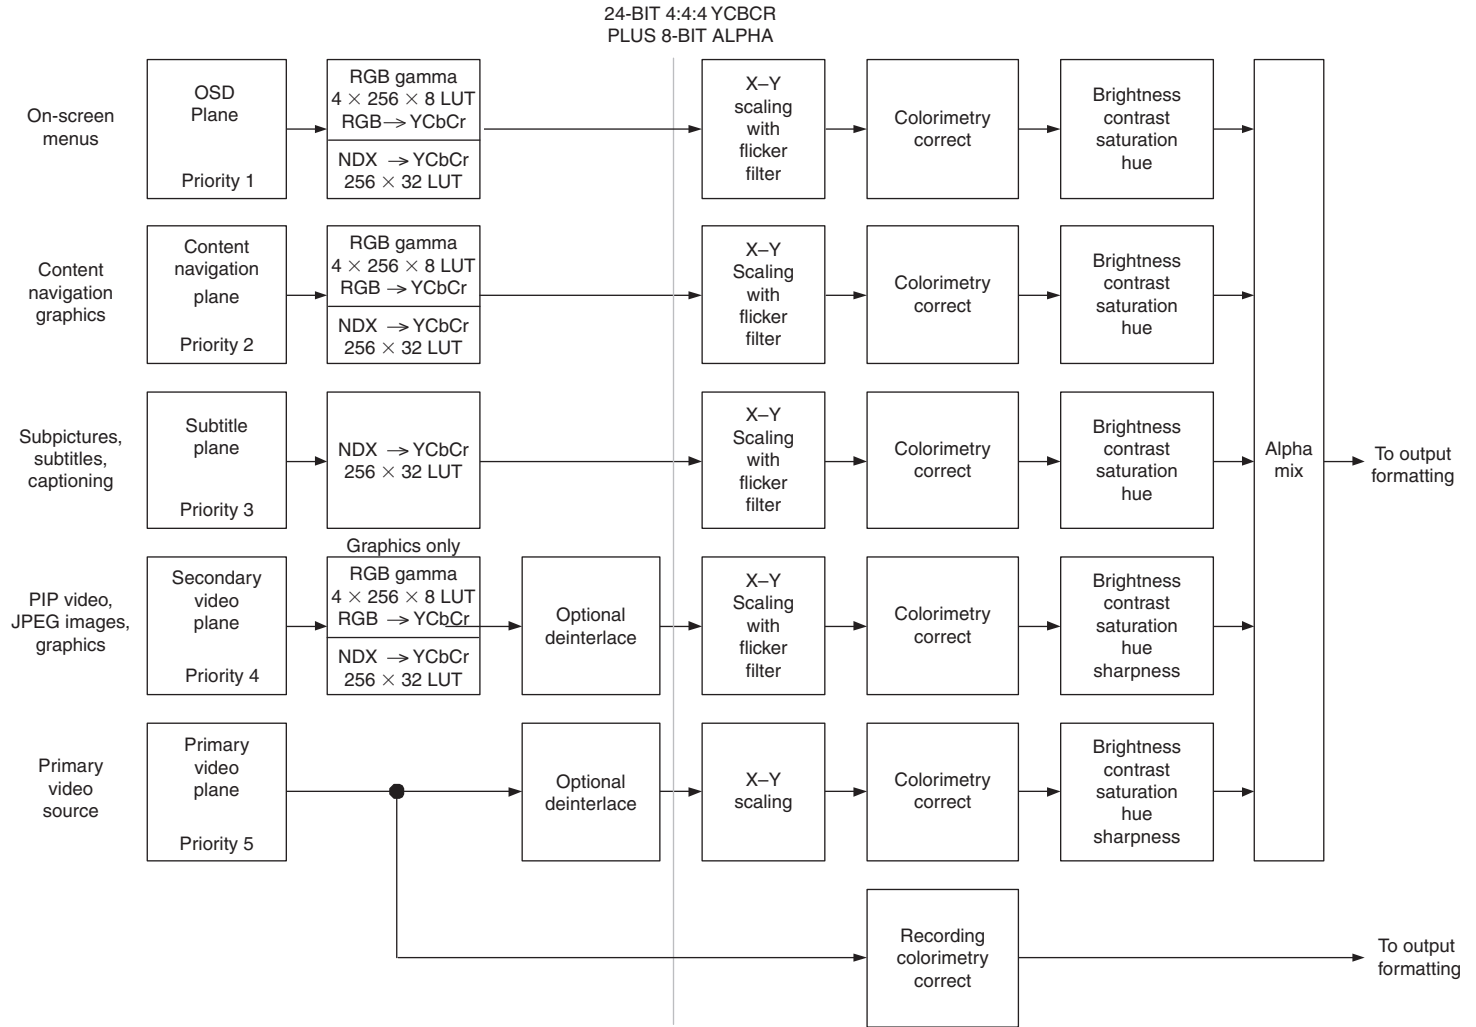 24-BIT 4:4:4 YCBCR
PLUS 8-BIT ALPHA
On-screen
menus
OSD
Plane
Priority 1
RGB gamma
4 × 256 × 8 LUT
RGB→YCbCr
NDX → YCbCr
256 × 32 LUT
X–Y
scaling
with
flicker
filter
Colorimetry
correct
Brightness
contrast
saturation
hue
Content
navigation
graphics
Content
navigation
plane
Priority 2
RGB gamma
4 × 256 × 8 LUT
RGB → YCbCr
NDX → YCbCr
256 × 32 LUT
X–Y
Scaling
with
flicker
filter
Colorimetry
correct
Brightness
contrast
saturation
hue
Subpictures,
subtitles,
captioning
Subtitle
plane
Priority 3
NDX → YCbCr
256 × 32 LUT
X–Y
Scaling
with
flicker
filter
Colorimetry
correct
Brightness
contrast
saturation
hue
Alpha
mix
To output
formatting
PIP video,
JPEG images,
graphics
Secondary
video
plane
Priority 4
Graphics only
RGB gamma
4 × 256 × 8 LUT
RGB → YCbCr
NDX → YCbCr
256 × 32 LUT
Optional
deinterlace
X–Y
Scaling
with
flicker
filter
Colorimetry
correct
Brightness
contrast
saturation
hue
sharpness
Primary
video
source
Primary
video
plane
Priority 5
Optional
deinterlace
X–Y
scaling
Colorimetry
correct
Brightness
contrast
saturation
hue
sharpness
Recording
colorimetry
correct
To output
formatting